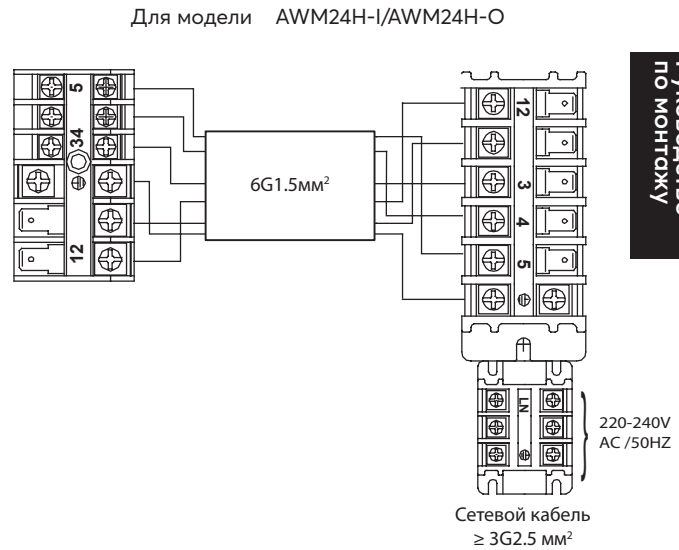 Для модели AWM24H-I/AWM24H-O
по монтажу
5
34
12
6G1.5мм²
12
3
4
5
LN
220-240V
AC /50HZ
Сетевой кабель
≥ 3G2.5 мм²